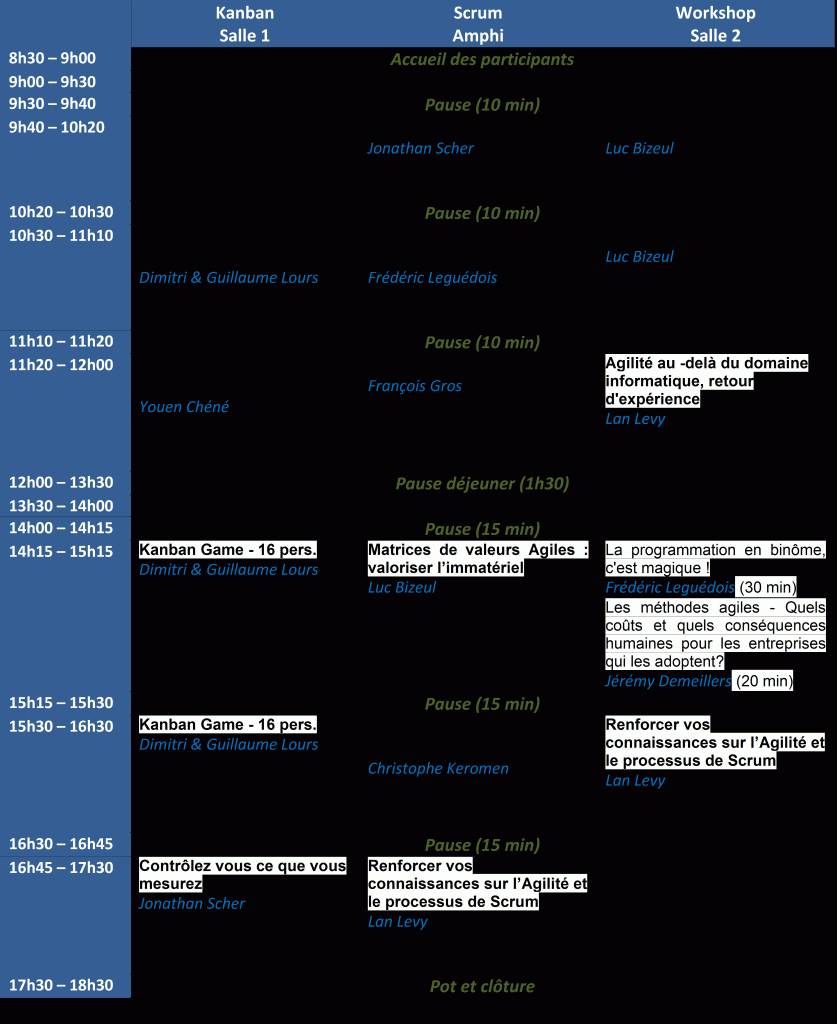 Kanban Scrum Workshop
Salle 1 Amphi Salle 2
8h30 – 9h00 Accueil des participants
9h00 – 9h30
9h30 – 9h40 Pause (10 min)
9h40 – 10h20
Jonathan Scher Luc Bizeul
10h20 – 10h30 Pause (10 min)
10h30 – 11h10
Luc Bizeul
Dimitri & Guillaume Lours Frédéric Leguédois
11h10 – 11h20 Pause (10 min)
11h20 – 12h00 Agilité au -delà du domaine
informatique, retour
François Gros
d'expérience
Youen Chéné
Lan Levy
12h00 – 13h30 Pause déjeuner (1h30)
13h30 – 14h00
14h00 – 14h15 Pause (15 min)
14h15 – 15h15
Kanban Game - 16 pers.
Dimitri & Guillaume Lours
Matrices de valeurs Agiles :
valoriser l’immatériel
Luc Bizeul
La programmation en binôme,
c'est magique !
Frédéric Leguédois (30 min)
Les méthodes agiles - Quels
coûts et quels conséquences
humaines pour les entreprises
qui les adoptent?
Jérémy Demeillers (20 min)
15h15 – 15h30 Pause (15 min)
15h30 – 16h30
Kanban Game - 16 pers.
Dimitri & Guillaume Lours
Christophe Keromen
Renforcer vos
connaissances sur l’Agilité et
le processus de Scrum
Lan Levy
16h30 – 16h45 Pause (15 min)
16h45 – 17h30
Contrôlez vous ce que vous
mesurez
Jonathan Scher
Renforcer vos
connaissances sur l’Agilité et
le processus de Scrum
Lan Levy
17h30 – 18h30 Pot et clôture